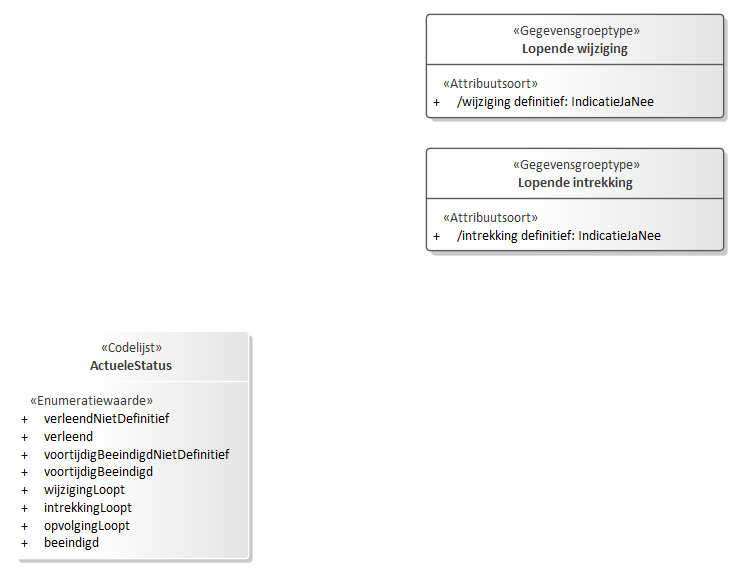 «Gegevensgroeptype»
Lopende wijziging
«Attribuutsoort»
+ /wijziging definitief: IndicatieJaNee
«Gegevensgroeptype»
Lopende intrekking
«Attribuutsoort»
+ /intrekking definitief: IndicatieJaNee
«Codelijst»
ActueleStatus
«Enumeratiewaarde»
+ verleendNietDefinitief
+ verleend
+ voortijdigBeeindigdNietDefinitief
+ voortijdigBeeindigd
+ wijzigingLoopt
+ intrekkingLoopt
+ opvolgingLoopt
+ beeindigd